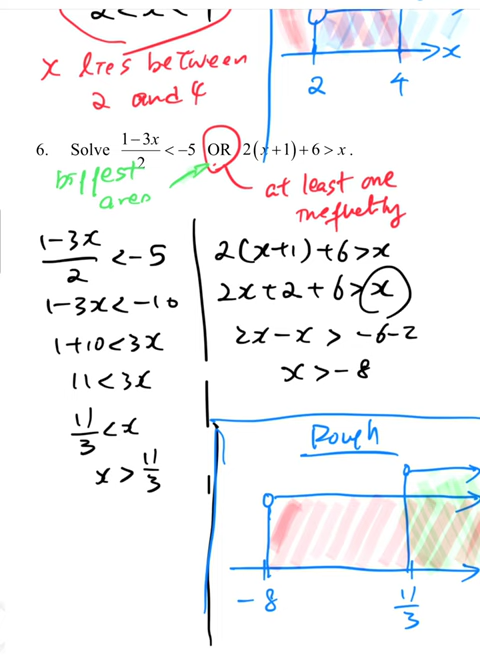 2 < x < 4
x lies between
2 and 4
2 4 x
6. Solve (1−3x)/2 < −5 OR 2(x+1)+6 > x.
biggest area
at least one
inequality
(1−3x)/2 < −5
1−3x < −10
1+10 < 3x
11 < 3x
11/3 < x
x > 11/3
2(x+1)+6 > x
2x+2+6 > x
2x−x > −6−2
x > −8
Rough
−8 11/3